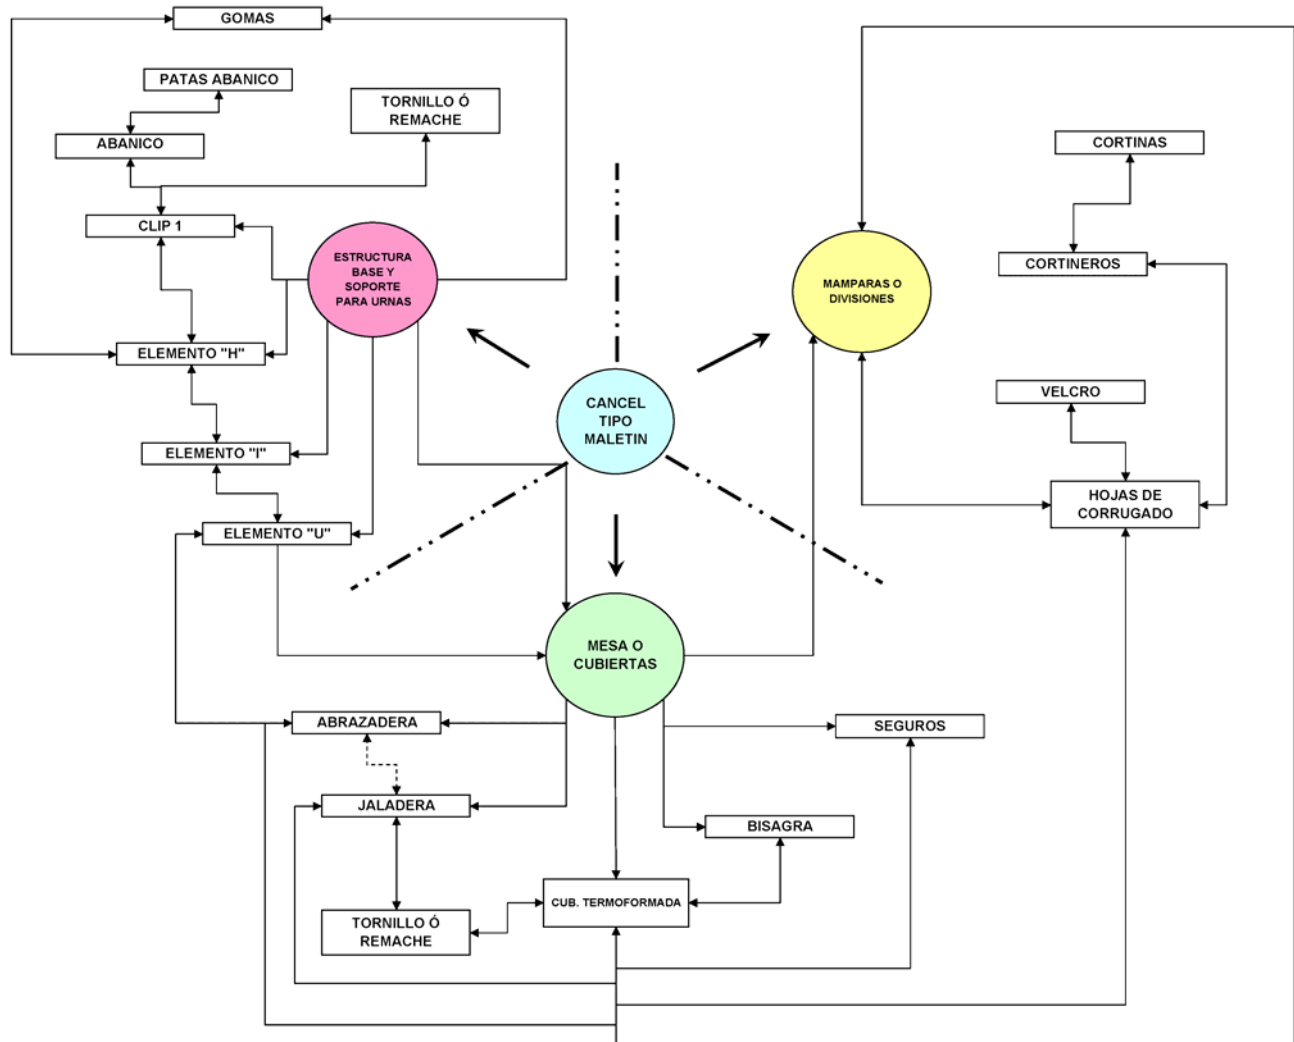 GOMAS
PATAS ABANICO
TORNILLO Ó
REMACHE
ABANICO
CORTINAS
CLIP 1
ESTRUCTURA
BASE Y
SOPORTE
PARA URNAS
MAMPARAS O
DIVISIONES
CORTINEROS
ELEMENTO "H"
CANCEL
TIPO
MALETIN
VELCRO
ELEMENTO "I"
HOJAS DE
CORRUGADO
ELEMENTO "U"
MESA O
CUBIERTAS
ABRAZADERA
SEGUROS
JALADERA
BISAGRA
CUB. TERMOFORMADA
TORNILLO Ó
REMACHE